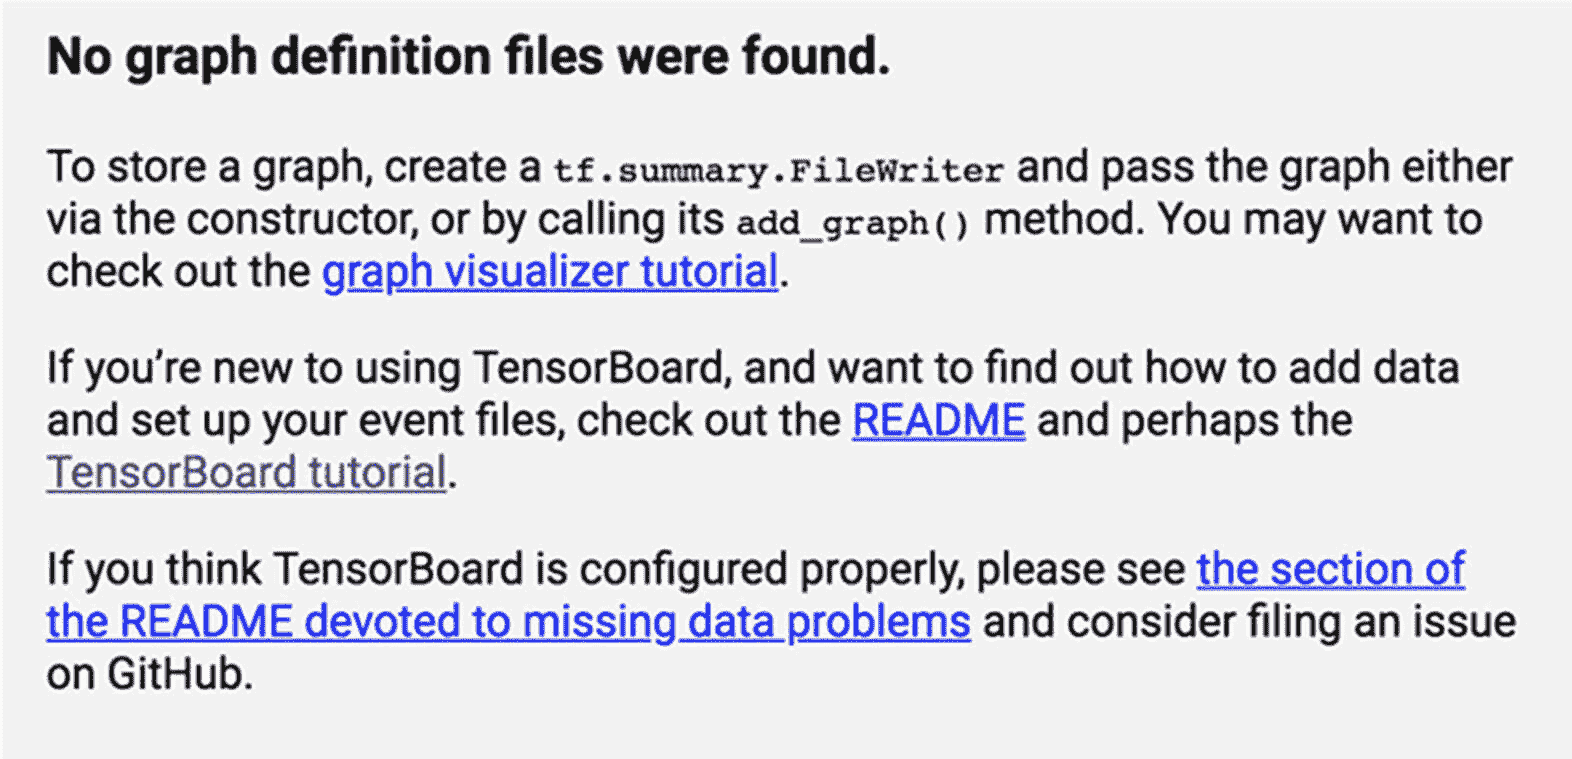 No graph definition files were found.
To store a graph, create a tf.summary.FileWriter and pass the graph either
via the constructor, or by calling its add_graph() method. You may want to
check out the graph visualizer tutorial.
If you’re new to using TensorBoard, and want to find out how to add data
and set up your event files, check out the README and perhaps the
TensorBoard tutorial.
If you think TensorBoard is configured properly, please see the section of
the README devoted to missing data problems and consider filing an issue
on GitHub.